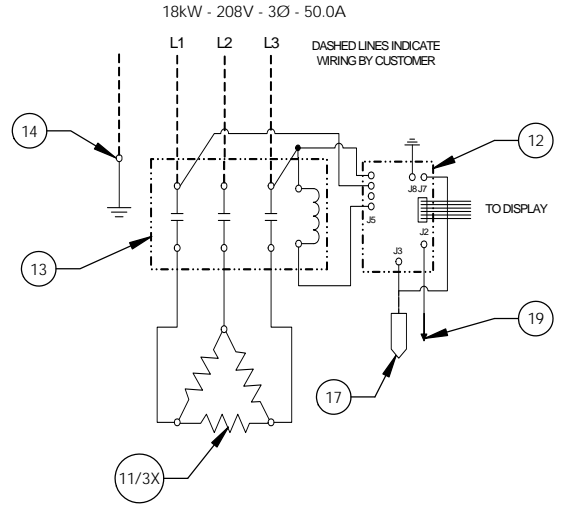 18kW - 208V - 3Ø - 50.0A
L1 L2 L3
DASHED LINES INDICATE
WIRING BY CUSTOMER
14
12
J8 J7
J5
TO DISPLAY
J2
J3
13
19
17
11/3X